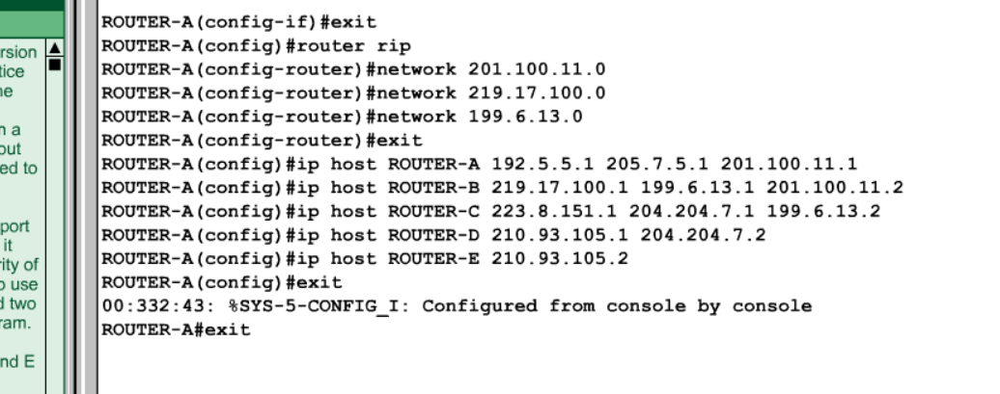 rsion
tice
ne
n a
out
ed to
port
it
rity of
o use
d two
ram.
nd E
ROUTER-A(config-if)#exit
ROUTER-A(config)#router rip
ROUTER-A(config-router)#network 201.100.11.0
ROUTER-A(config-router)#network 219.17.100.0
ROUTER-A(config-router)#network 199.6.13.0
ROUTER-A(config-router)#exit
ROUTER-A(config)#ip host ROUTER-A 192.5.5.1 205.7.5.1 201.100.11.1
ROUTER-A(config)#ip host ROUTER-B 219.17.100.1 199.6.13.1 201.100.11.2
ROUTER-A(config)#ip host ROUTER-C 223.8.151.1 204.204.7.1 199.6.13.2
ROUTER-A(config)#ip host ROUTER-D 210.93.105.1 204.204.7.2
ROUTER-A(config)#ip host ROUTER-E 210.93.105.2
ROUTER-A(config)#exit
00:332:43: %SYS-5-CONFIG_I: Configured from console by console
ROUTER-A#exit